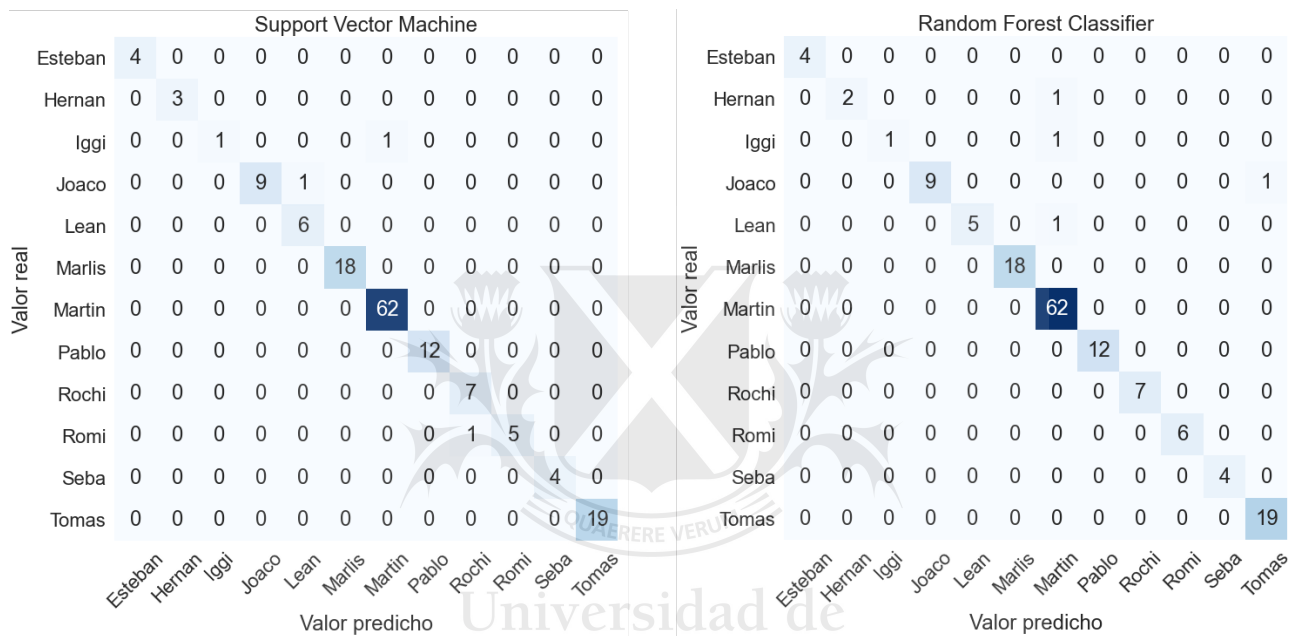 Support Vector Machine
Esteban 4 0 0 0 0 0 0 0 0 0 0 0
Hernan 0 3 0 0 0 0 0 0 0 0 0 0
Iggi 0 0 1 0 0 0 1 0 0 0 0 0
Joaco 0 0 0 9 1 0 0 0 0 0 0 0
Lean 0 0 0 0 6 0 0 0 0 0 0 0
Marlis 0 0 0 0 0 18 0 0 0 0 0 0
Martin 0 0 0 0 0 0 62 0 0 0 0 0
Pablo 0 0 0 0 0 0 0 12 0 0 0 0
Rochi 0 0 0 0 0 0 0 0 7 0 0 0
Romi 0 0 0 0 0 0 0 0 1 5 0 0
Seba 0 0 0 0 0 0 0 0 0 0 4 0
Tomas 0 0 0 0 0 0 0 0 0 0 0 19
Esteban Hernan Iggi Joaco Lean Marlis Martin Pablo Rochi Romi Seba Tomas
Valor real
Valor predicho
Random Forest Classifier
Esteban 4 0 0 0 0 0 0 0 0 0 0 0
Hernan 0 2 0 0 0 0 1 0 0 0 0 0
Iggi 0 0 1 0 0 0 1 0 0 0 0 0
Joaco 0 0 0 9 0 0 0 0 0 0 0 1
Lean 0 0 0 0 5 0 1 0 0 0 0 0
Marlis 0 0 0 0 0 18 0 0 0 0 0 0
Martin 0 0 0 0 0 0 62 0 0 0 0 0
Pablo 0 0 0 0 0 0 0 12 0 0 0 0
Rochi 0 0 0 0 0 0 0 0 7 0 0 0
Romi 0 0 0 0 0 0 0 0 0 6 0 0
Seba 0 0 0 0 0 0 0 0 0 0 4 0
Tomas 0 0 0 0 0 0 0 0 0 0 0 19
Esteban Hernan Iggi Joaco Lean Marlis Martin Pablo Rochi Romi Seba Tomas
Valor real
Valor predicho
QUAERERE VERUM
Universidad de